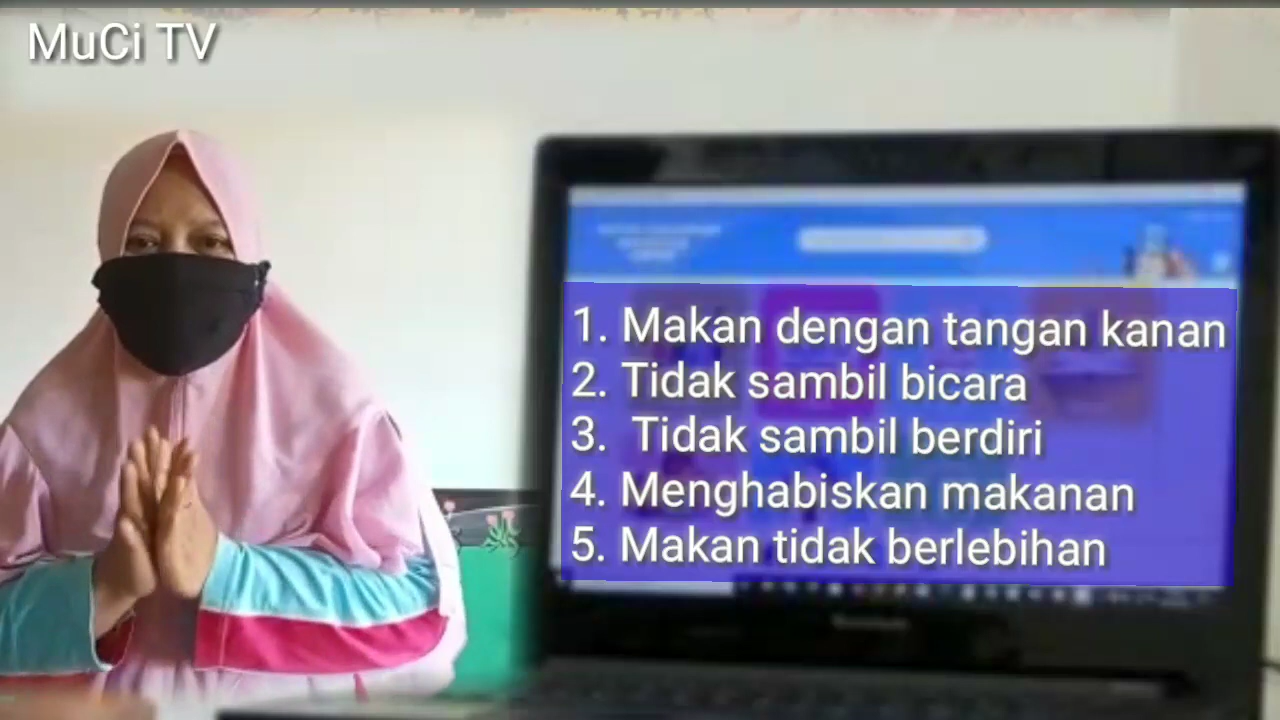 MuCi TV
1. Makan dengan tangan kanan
2. Tidak sambil bicara
3. Tidak sambil berdiri
4. Menghabiskan makanan
5. Makan tidak berlebihan